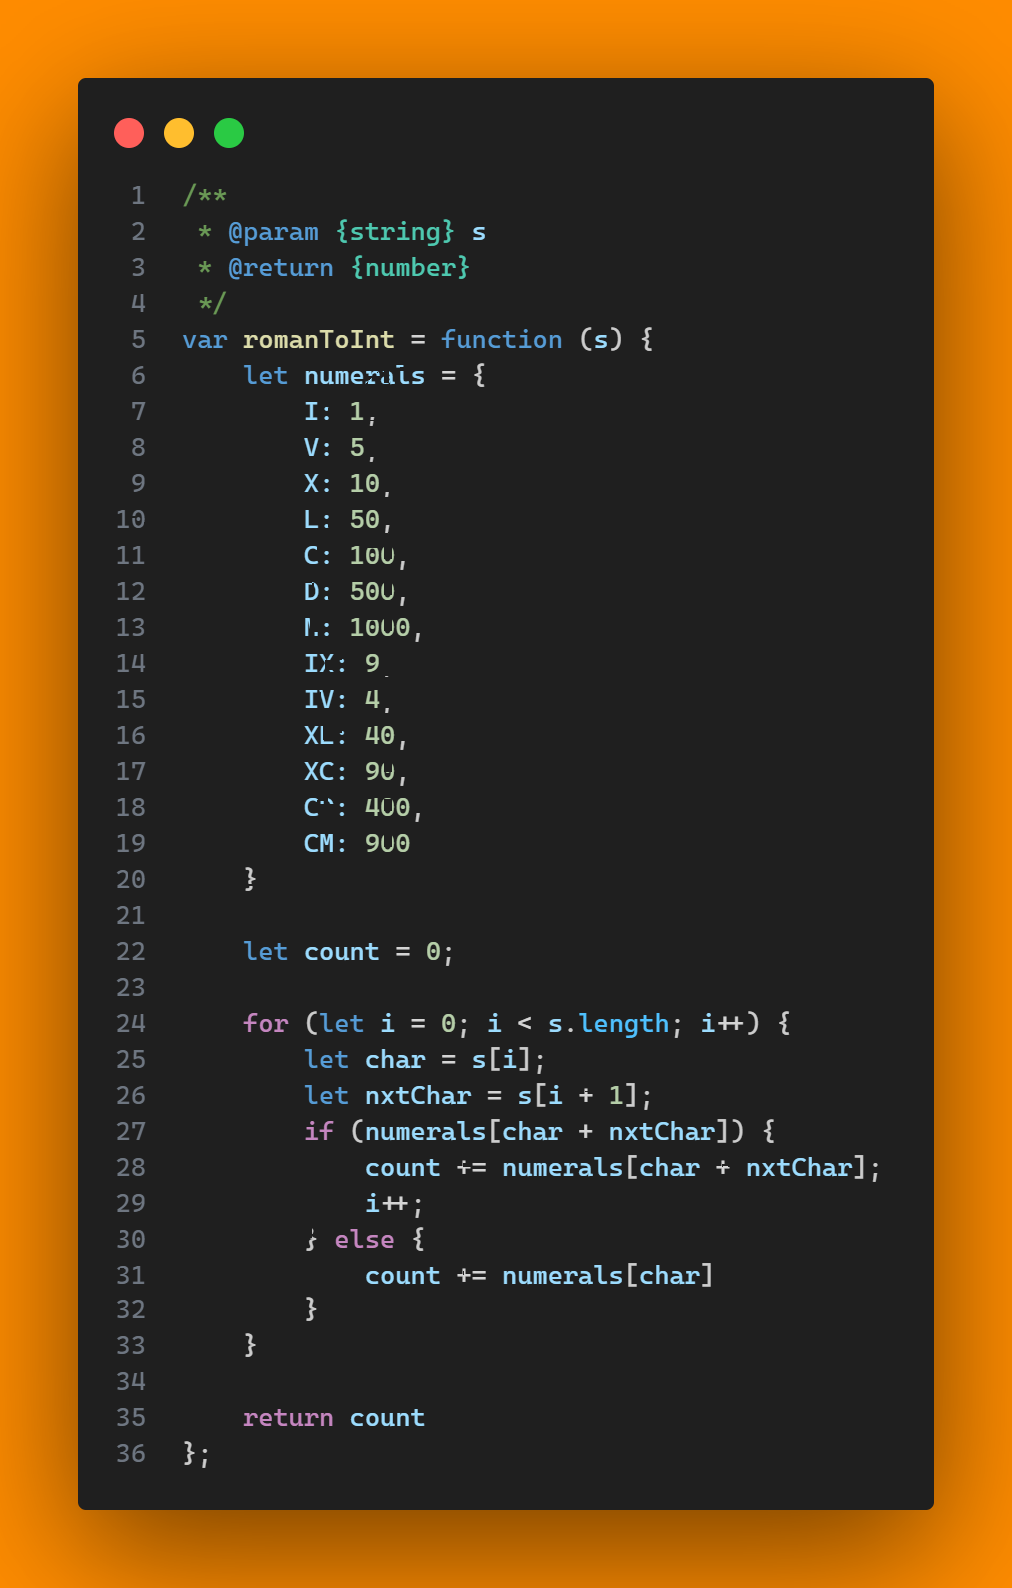 1 /**
2  * @param {string} s
3  * @return {number}
4  */
5 var romanToInt = function (s) {
6     let numerals = {
7         I: 1,
8         V: 5,
9         X: 10,
10         L: 50,
11         C: 100,
12         D: 500,
13         M: 1000,
14         IX: 9,
15         IV: 4,
16         XL: 40,
17         XC: 90,
18         CD: 400,
19         CM: 900
20     }
21
22     let count = 0;
23
24     for (let i = 0; i < s.length; i++) {
25         let char = s[i];
26         let nxtChar = s[i + 1];
27         if (numerals[char + nxtChar]) {
28             count += numerals[char + nxtChar];
29             i++;
30         } else {
31             count += numerals[char]
32         }
33     }
34
35     return count
36 };